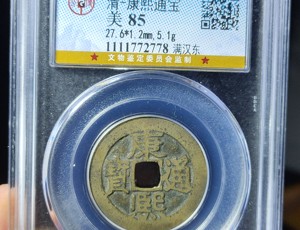 清-康熙通宝
美 85
27.6*1.2mm,5.1g
1111772778 满汉东
★ ★ ★ ★ ★
文物鉴定委员会监制
康熙通寶